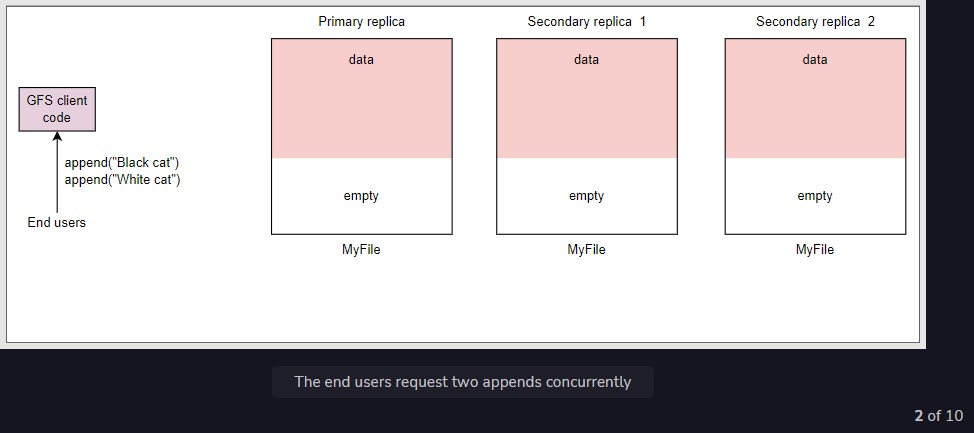 Primary replica
Secondary replica 1
Secondary replica 2
data
data
data
GFS client
code
append("Black cat")
append("White cat")
empty
empty
empty
End users
MyFile
MyFile
MyFile
The end users request two appends concurrently
2 of 10